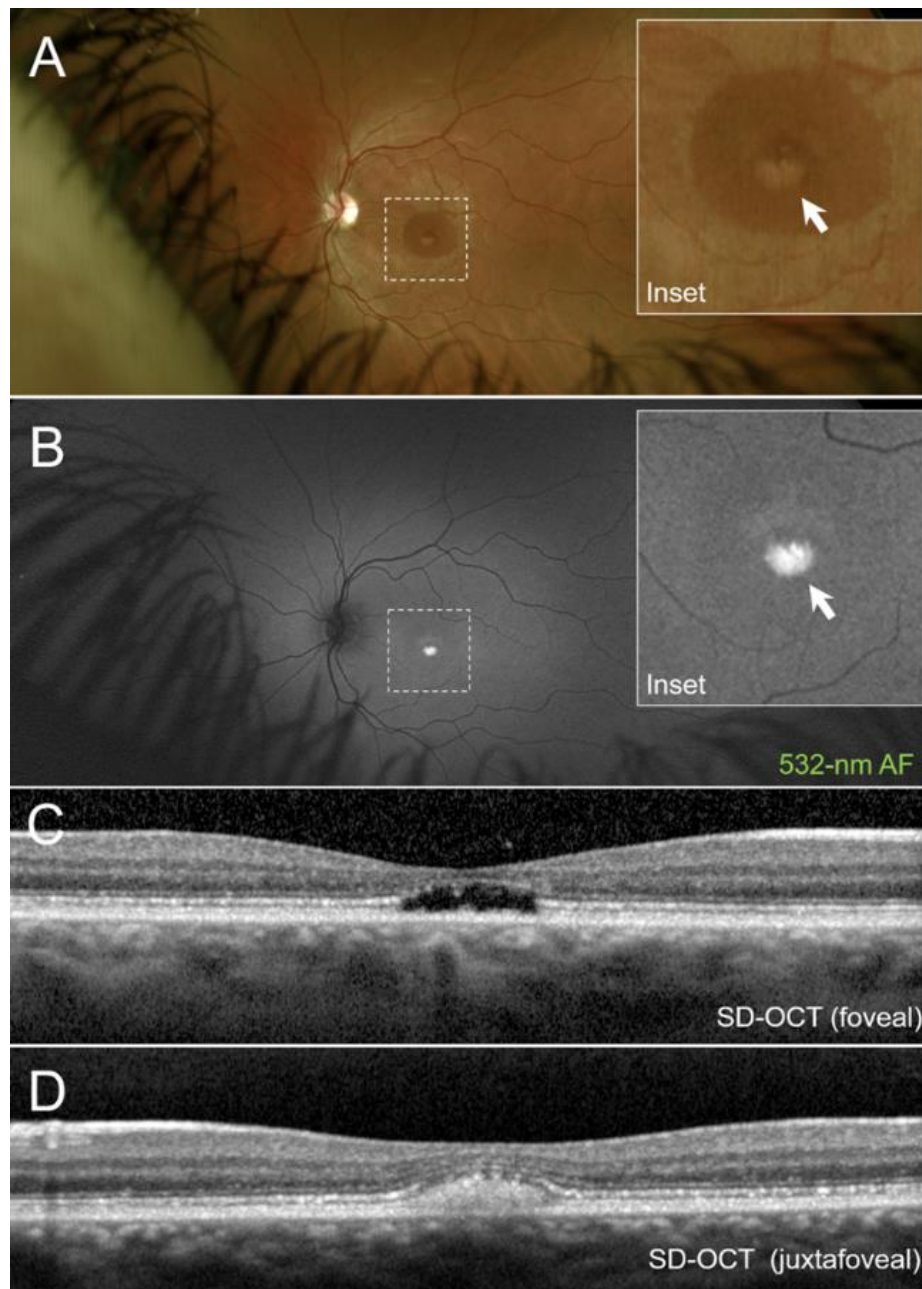 A
Inset
B
Inset
532-nm AF
C
SD-OCT (foveal)
D
SD-OCT (juxtafoveal)